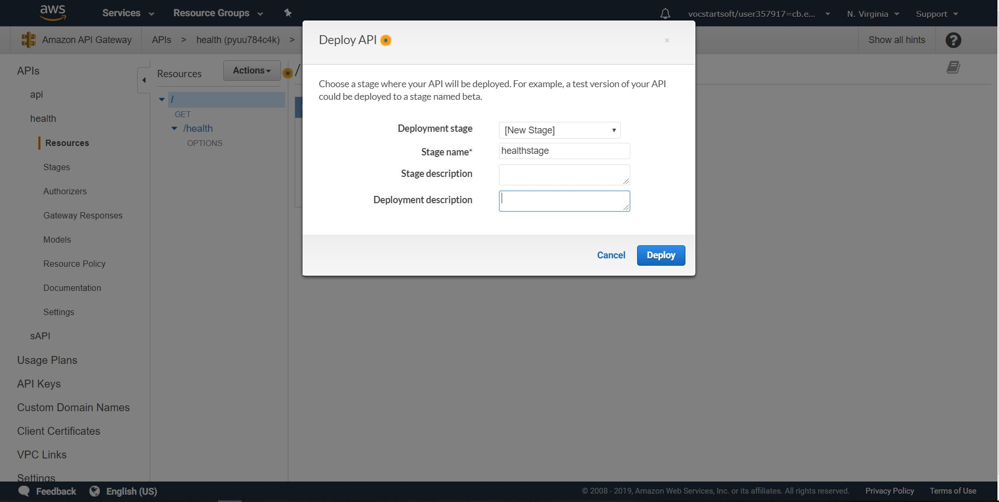 aws
Services
Resource Groups
vocstartsoft/user357917=cb.e...
N. Virginia
Support
Amazon API Gateway
APIs
>
health (pyuu784c4k)
>
Show all hints
?
APIs
api
health
Resources
Stages
Authorizers
Gateway Responses
Models
Resource Policy
Documentation
Settings
sAPI
Usage Plans
API Keys
Custom Domain Names
Client Certificates
VPC Links
Settings
Resources
Actions
/
/
GET
/health
OPTIONS
Deploy API
×
Choose a stage where your API will be deployed. For example, a test version of your API
could be deployed to a stage named beta.
Deployment stage
[New Stage]
Stage name*
healthstage
Stage description
Deployment description
Cancel
Deploy
Feedback
English (US)
© 2008 - 2019, Amazon Web Services, Inc. or its affiliates. All rights reserved.
Privacy Policy
Terms of Use